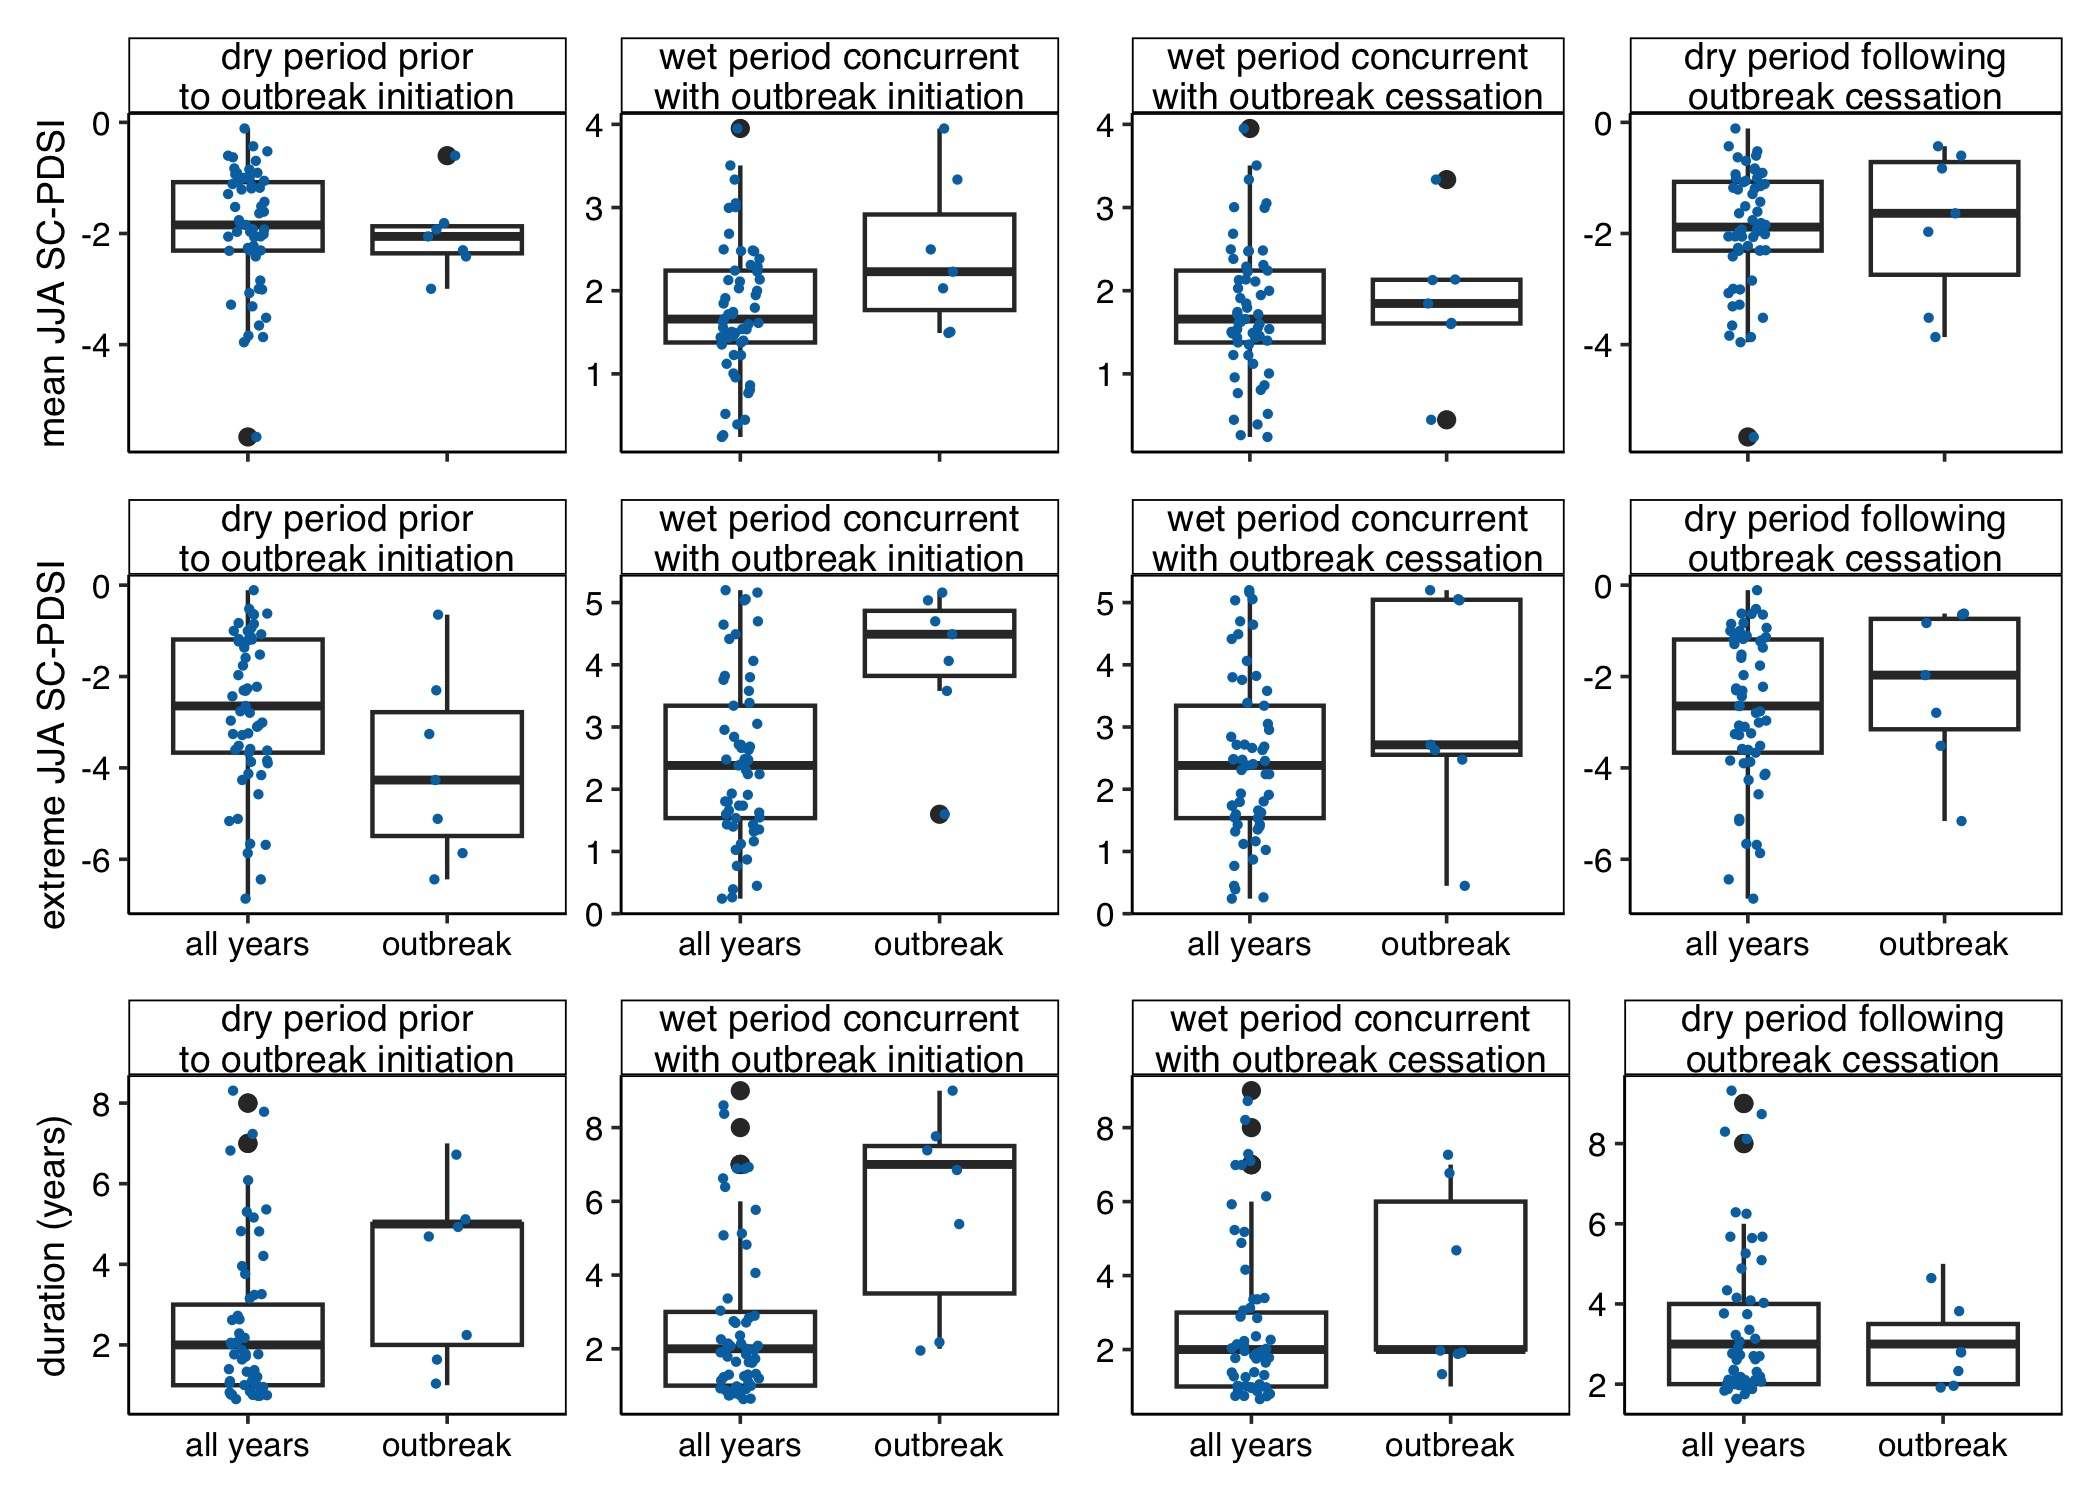 dry period prior
to outbreak initiation
wet period concurrent
with outbreak initiation
wet period concurrent
with outbreak cessation
dry period following
outbreak cessation
mean JJA SC-PDSI
0
-2
-4
4
3
2
1
4
3
2
1
0
-2
-4
dry period prior
to outbreak initiation
wet period concurrent
with outbreak initiation
wet period concurrent
with outbreak cessation
dry period following
outbreak cessation
extreme JJA SC-PDSI
0
-2
-4
-6
5
4
3
2
1
0
5
4
3
2
1
0
0
-2
-4
-6
all years outbreak
all years outbreak
all years outbreak
all years outbreak
dry period prior
to outbreak initiation
wet period concurrent
with outbreak initiation
wet period concurrent
with outbreak cessation
dry period following
outbreak cessation
duration (years)
8
6
4
2
8
6
4
2
8
6
4
2
8
6
4
2
all years outbreak
all years outbreak
all years outbreak
all years outbreak